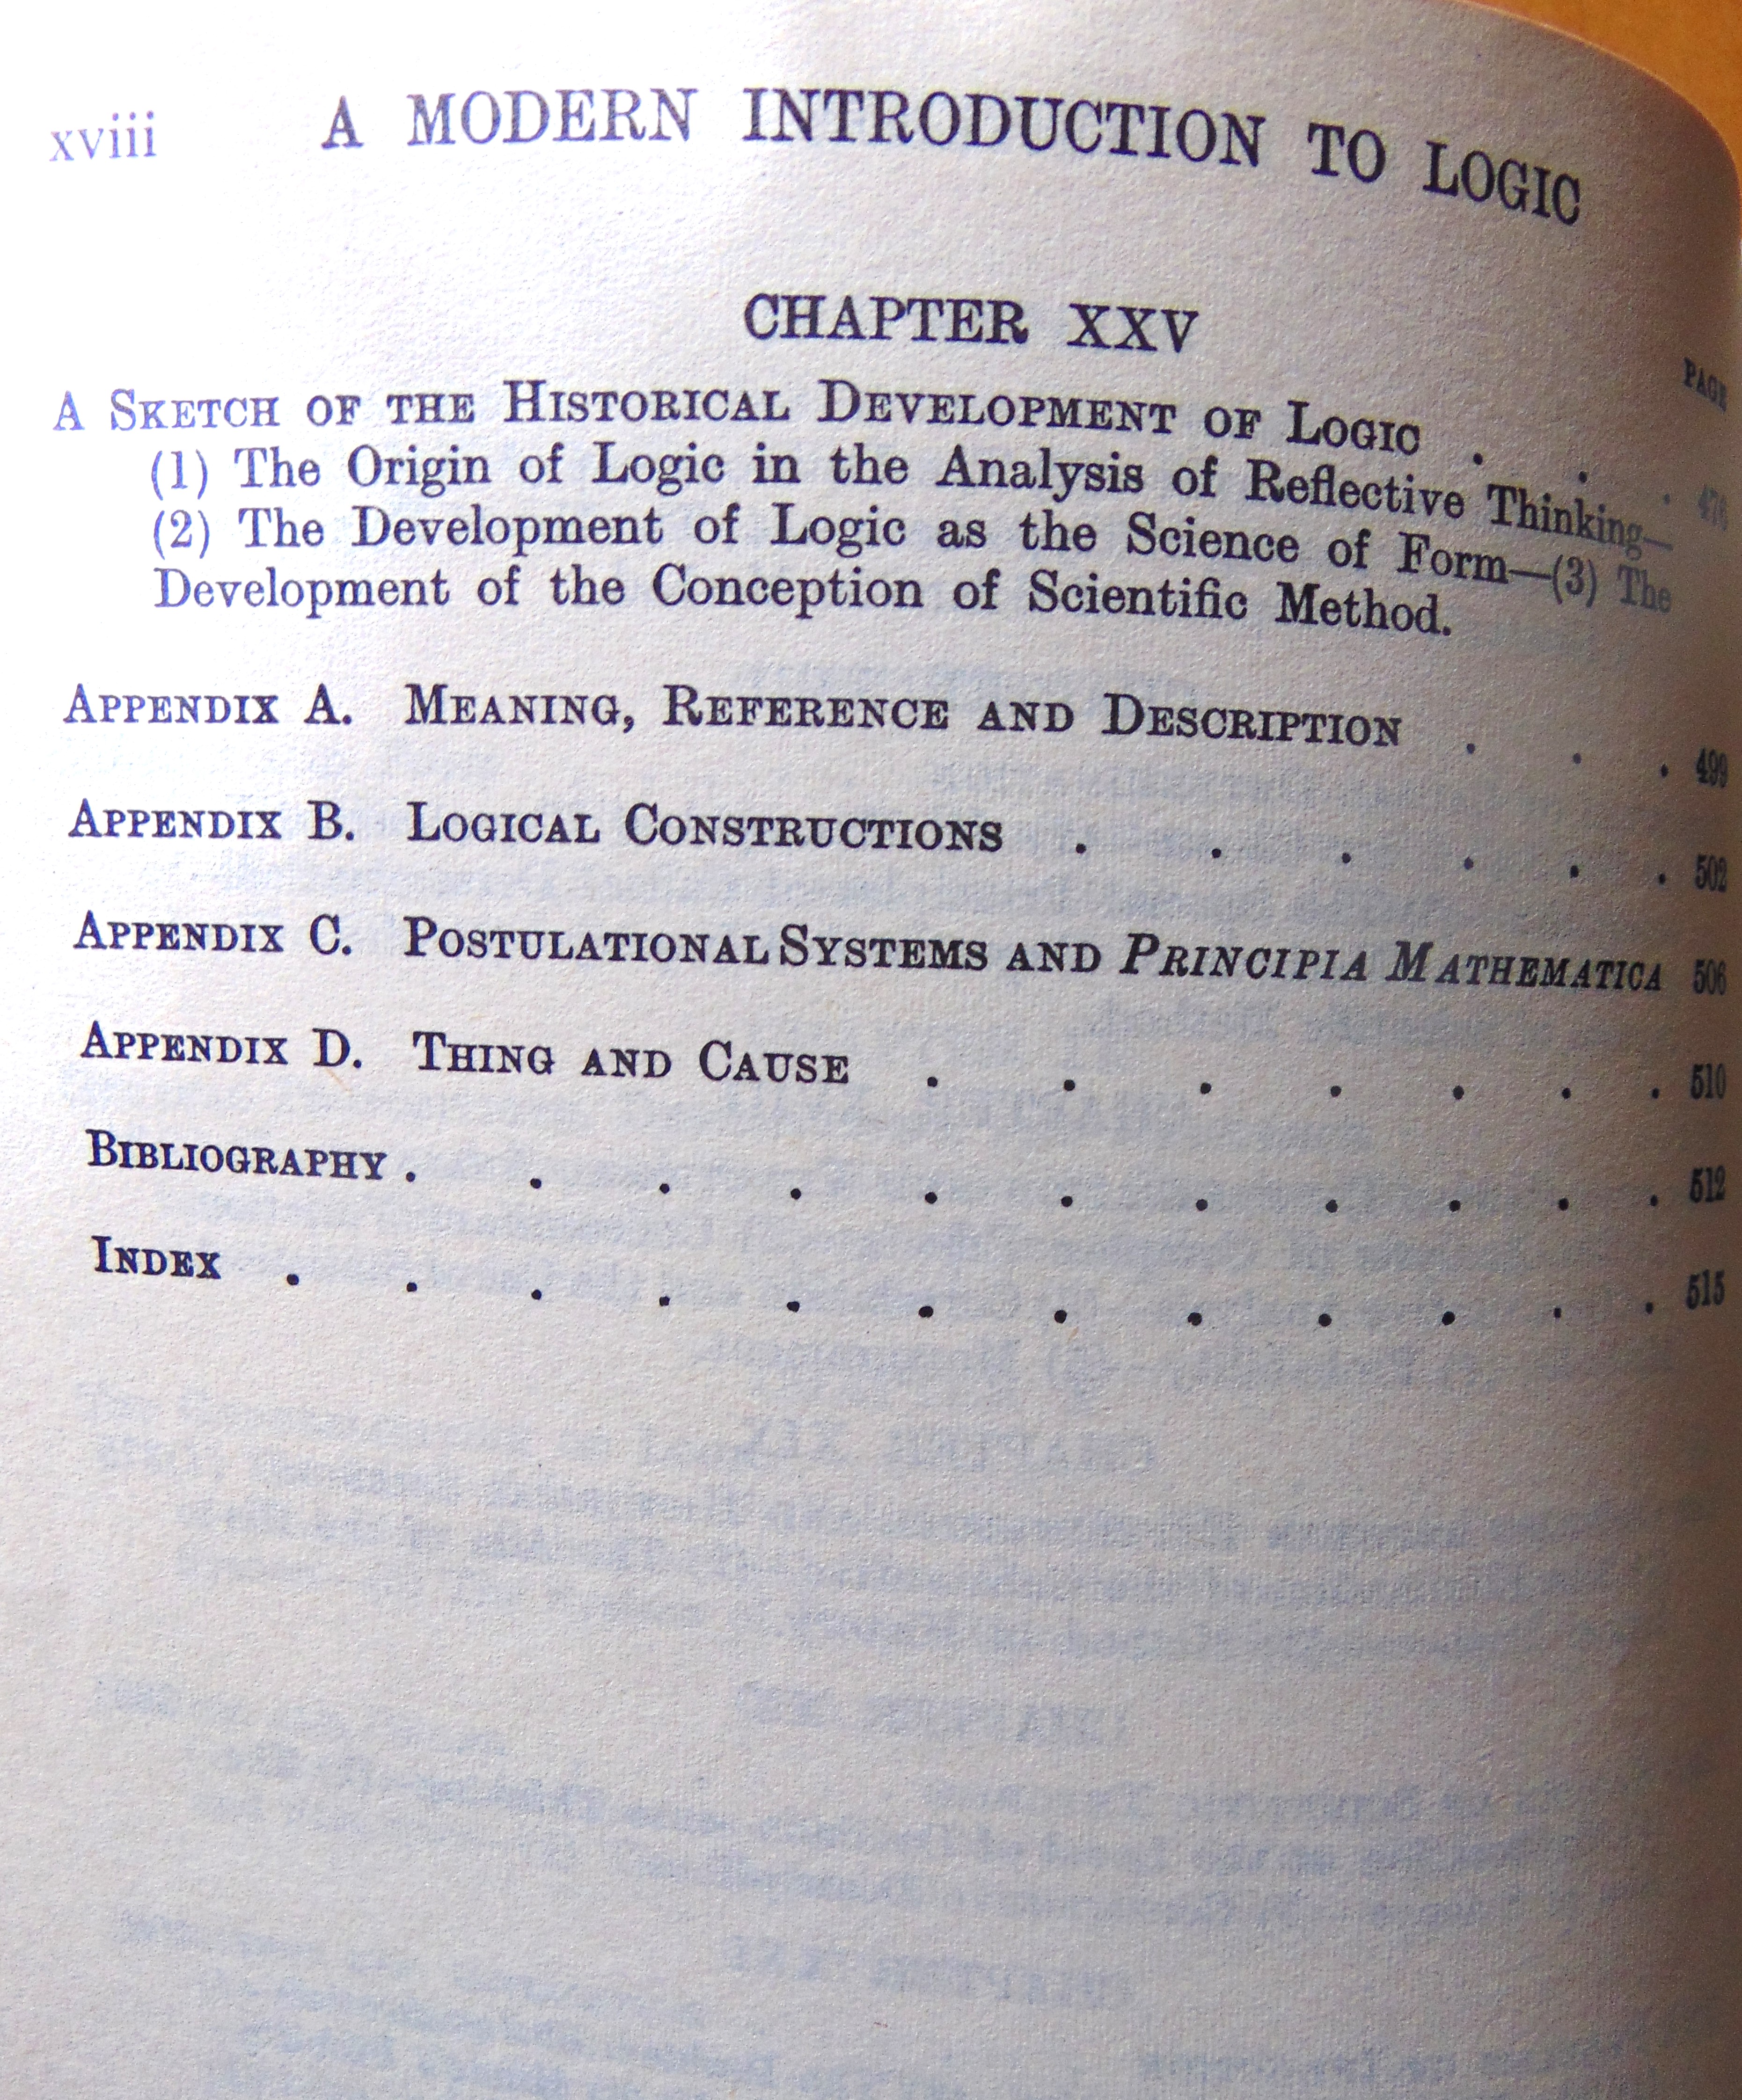 xviii A MODERN INTRODUCTION TO LOGIC
CHAPTER XXV
PAGE
A SKETCH OF THE HISTORICAL DEVELOPMENT OF LOGIC . . . 476
(1) The Origin of Logic in the Analysis of Reflective Thinking—
(2) The Development of Logic as the Science of Form—(3) The
Development of the Conception of Scientific Method.
APPENDIX A. MEANING, REFERENCE AND DESCRIPTION . . . 499
APPENDIX B. LOGICAL CONSTRUCTIONS . . . . . . 502
APPENDIX C. POSTULATIONAL SYSTEMS AND PRINCIPIA MATHEMATICA 506
APPENDIX D. THING AND CAUSE . . . . . . . 510
BIBLIOGRAPHY . . . . . . . . . . . 512
INDEX . . . . . . . . . . . . 515